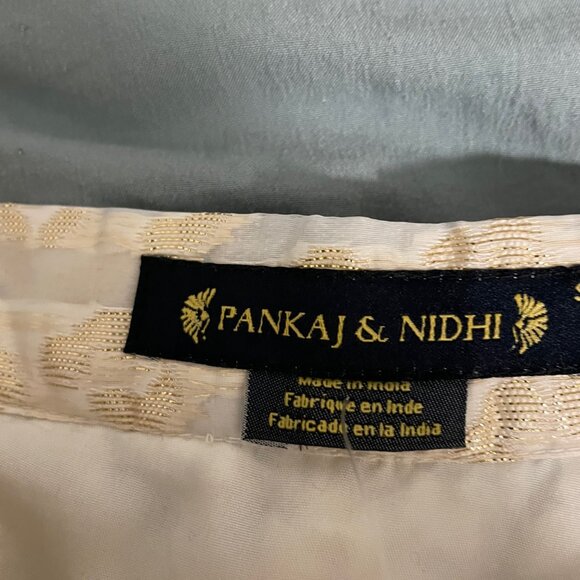 PANKAJ & NIDHI
Made in India
Fabriqué en Inde
Fabricado en la India